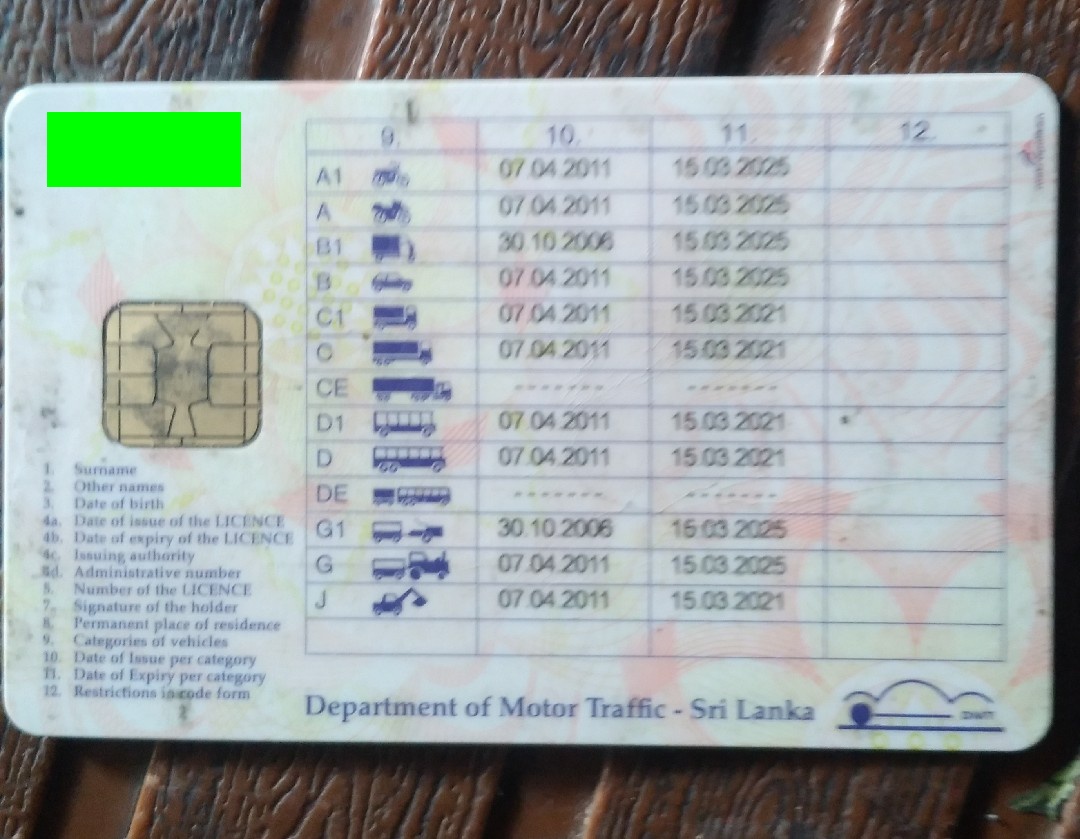 9. 10. 11. 12.
A1 07.04.2011 15.03.2025
A 07.04.2011 15.03.2025
B1 30.10.2006 15.03.2025
B 07.04.2011 15.03.2025
C1 07.04.2011 15.03.2021
C 07.04.2011 15.03.2021
CE ------- -------
D1 07.04.2011 15.03.2021
D 07.04.2011 15.03.2021
DE ------- -------
G1 30.10.2006 15.03.2025
G 07.04.2011 15.03.2025
J 07.04.2011 15.03.2021
1. Surname
2. Other names
3. Date of birth
4a. Date of issue of the LICENCE
4b. Date of expiry of the LICENCE
4c. Issuing authority
4d. Administrative number
5. Number of the LICENCE
7. Signature of the holder
8. Permanent place of residence
9. Categories of vehicles
10. Date of Issue per category
11. Date of Expiry per category
12. Restrictions in code form
Department of Motor Traffic - Sri Lanka
DMT